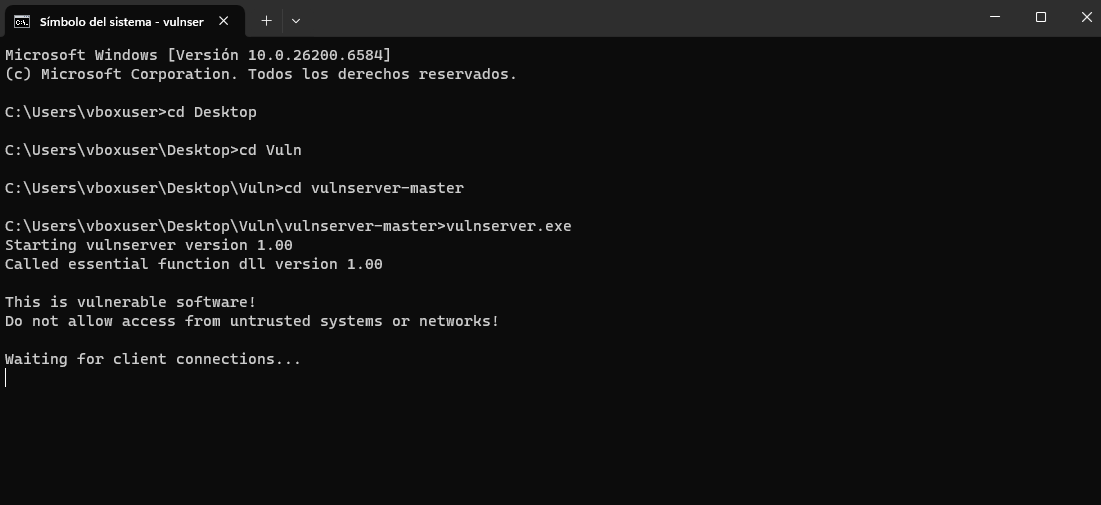 Símbolo del sistema - vulnser
Microsoft Windows [Versión 10.0.26200.6584]
(c) Microsoft Corporation. Todos los derechos reservados.
C:\Users\vboxuser>cd Desktop
C:\Users\vboxuser\Desktop>cd Vuln
C:\Users\vboxuser\Desktop\Vuln>cd vulnserver-master
C:\Users\vboxuser\Desktop\Vuln\vulnserver-master>vulnserver.exe
Starting vulnserver version 1.00
Called essential function dll version 1.00
This is vulnerable software!
Do not allow access from untrusted systems or networks!
Waiting for client connections...